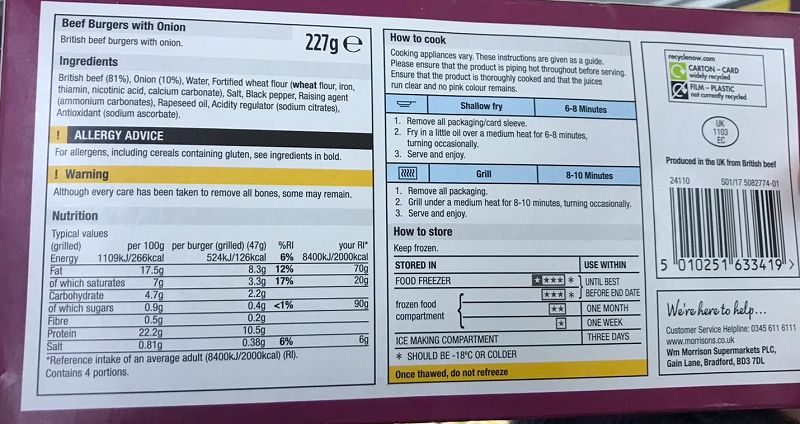 Beef Burgers with Onion
British beef burgers with onion.
227g ℮
Ingredients
British beef (81%), Onion (10%), Water, Fortified wheat flour (wheat flour, iron,
thiamin, nicotinic acid, calcium carbonate), Salt, Black pepper, Raising agent
(ammonium carbonates), Rapeseed oil, Acidity regulator (sodium citrates),
Antioxidant (sodium ascorbate).
! ALLERGY ADVICE
For allergens, including cereals containing gluten, see ingredients in bold.
! Warning
Although every care has been taken to remove all bones, some may remain.
Nutrition
Typical values
(grilled) per 100g per burger (grilled) (47g) %RI your RI*
Energy 1109kJ/266kcal 524kJ/126kcal 6% 8400kJ/2000kcal
Fat 17.5g 8.3g 12% 70g
of which saturates 7g 3.3g 17% 20g
Carbohydrate 4.7g 2.2g
of which sugars 0.9g 0.4g <1% 90g
Fibre 0.5g 0.2g
Protein 22.2g 10.5g
Salt 0.81g 0.38g 6% 6g
*Reference intake of an average adult (8400kJ/2000kcal) (RI).
Contains 4 portions.
How to cook
Cooking appliances vary. These instructions are given as a guide.
Please ensure that the product is piping hot throughout before serving.
Ensure that the product is thoroughly cooked and that the juices
run clear and no pink colour remains.
Shallow fry 6-8 Minutes
1. Remove all packaging/card sleeve.
2. Fry in a little oil over a medium heat for 6-8 minutes,
turning occasionally.
3. Serve and enjoy.
Grill 8-10 Minutes
1. Remove all packaging.
2. Grill under a medium heat for 8-10 minutes, turning occasionally.
3. Serve and enjoy.
How to store
Keep frozen.
STORED IN USE WITHIN
FOOD FREEZER * *** * UNTIL BEST
*** * BEFORE END DATE
frozen food
compartment
** ONE MONTH
* ONE WEEK
ICE MAKING COMPARTMENT THREE DAYS
* SHOULD BE -18°C OR COLDER
Once thawed, do not refreeze
recyclenow.com
CARTON - CARD
widely recycled
FILM - PLASTIC
not currently recycled
UK
1103
EC
Produced in the UK from British beef
24110 S01/17 5082774-01
5 010251 633419 >
We're here to help...
Customer Service Helpline: 0345 611 6111
www.morrisons.co.uk
Wm Morrison Supermarkets PLC,
Gain Lane, Bradford, BD3 7DL